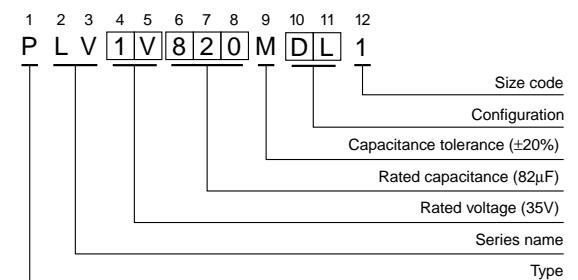 1 2 3 4 5 6 7 8 9 10 11 12
P L V 1 V 8 2 0 M D L 1
Size code
Configuration
Capacitance tolerance (±20%)
Rated capacitance (82μF)
Rated voltage (35V)
Series name
Type